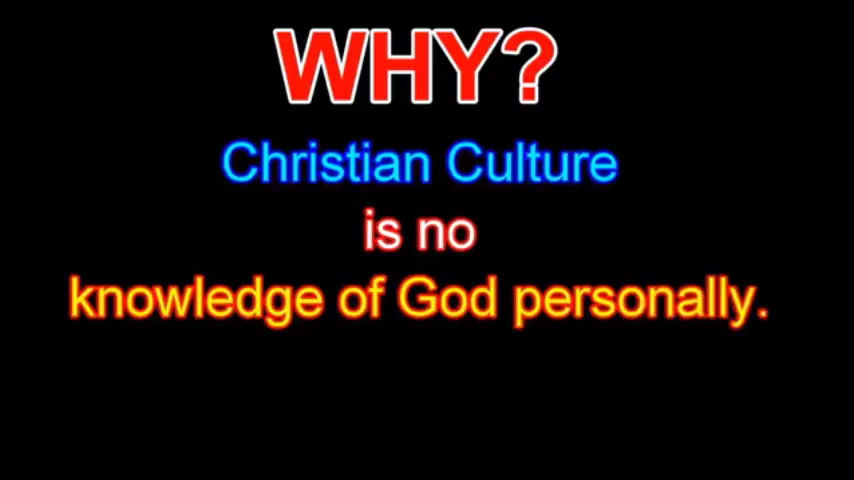 WHY?
Christian Culture
is no
knowledge of God personally.